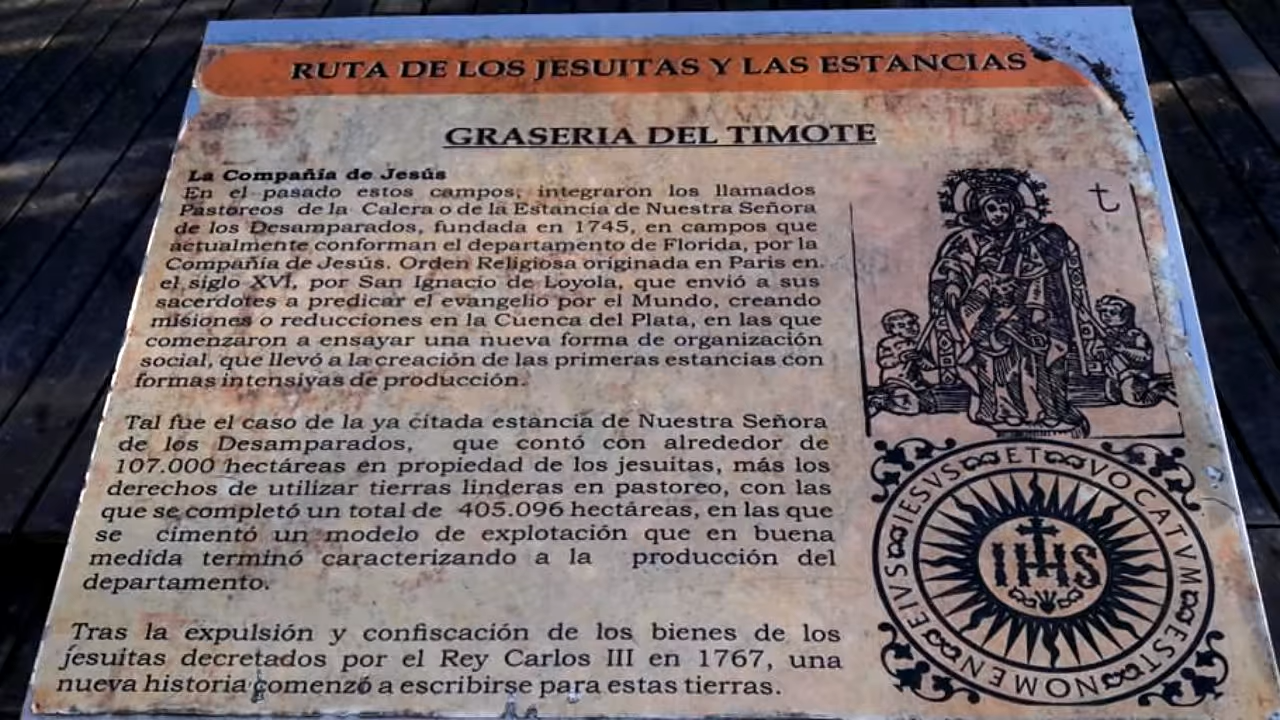 RUTA DE LOS JESUITAS Y LAS ESTANCIAS
GRASERIA DEL TIMOTE
La Compañía de Jesús
En el pasado estos campos, integraron los llamados
Pastoreos de la Calera o de la Estancia de Nuestra Señora
de los Desamparados, fundada en 1745, en campos que
actualmente conforman el departamento de Florida, por la
Compañía de Jesús. Orden Religiosa originada en Paris en
el siglo XVI, por San Ignacio de Loyola, que envió a sus
sacerdotes a predicar el evangelio por el Mundo, creando
misiones o reducciones en la Cuenca del Plata, en las que
comenzaron a ensayar una nueva forma de organización
social, que llevó a la creación de las primeras estancias con
formas intensivas de producción.
Tal fue el caso de la ya citada estancia de Nuestra Señora
de los Desamparados, que contó con alrededor de
107.000 hectáreas en propiedad de los jesuitas, más los
derechos de utilizar tierras linderas en pastoreo, con las
que se completó un total de 405.096 hectáreas, en las que
se cimentó un modelo de explotación que en buena
medida terminó caracterizando a la producción del
departamento.
Tras la expulsión y confiscación de los bienes de los
jesuitas decretados por el Rey Carlos III en 1767, una
nueva historia comenzó a escribirse para estas tierras.
t
ET VOCATVM EST NOMEN EIVS IESVS
IHS